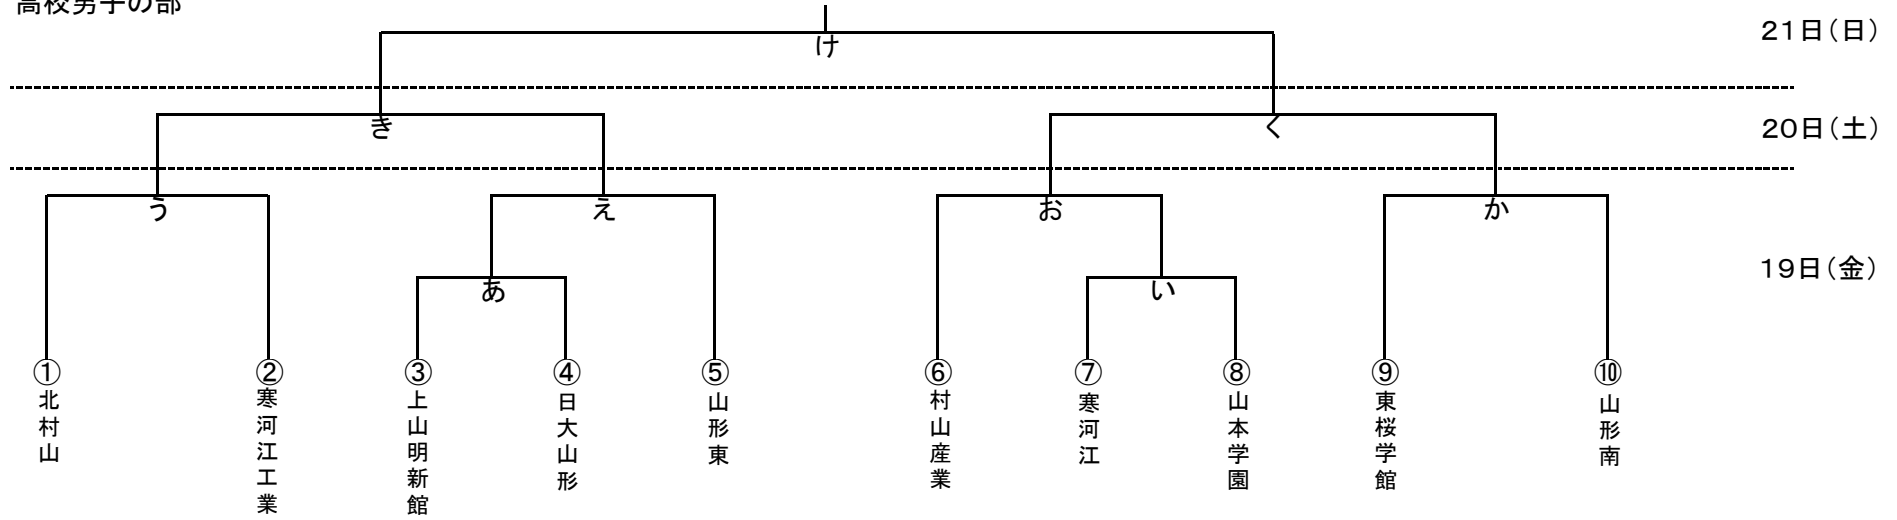 高校男子の部
け
21日（日）
き
く
20日（土）
う
え
お
か
あ
い
19日（金）
①北村山
②寒河江工業
③上山明新館
④日大山形
⑤山形東
⑥村山産業
⑦寒河江
⑧山本学園
⑨東桜学館
⑩山形南